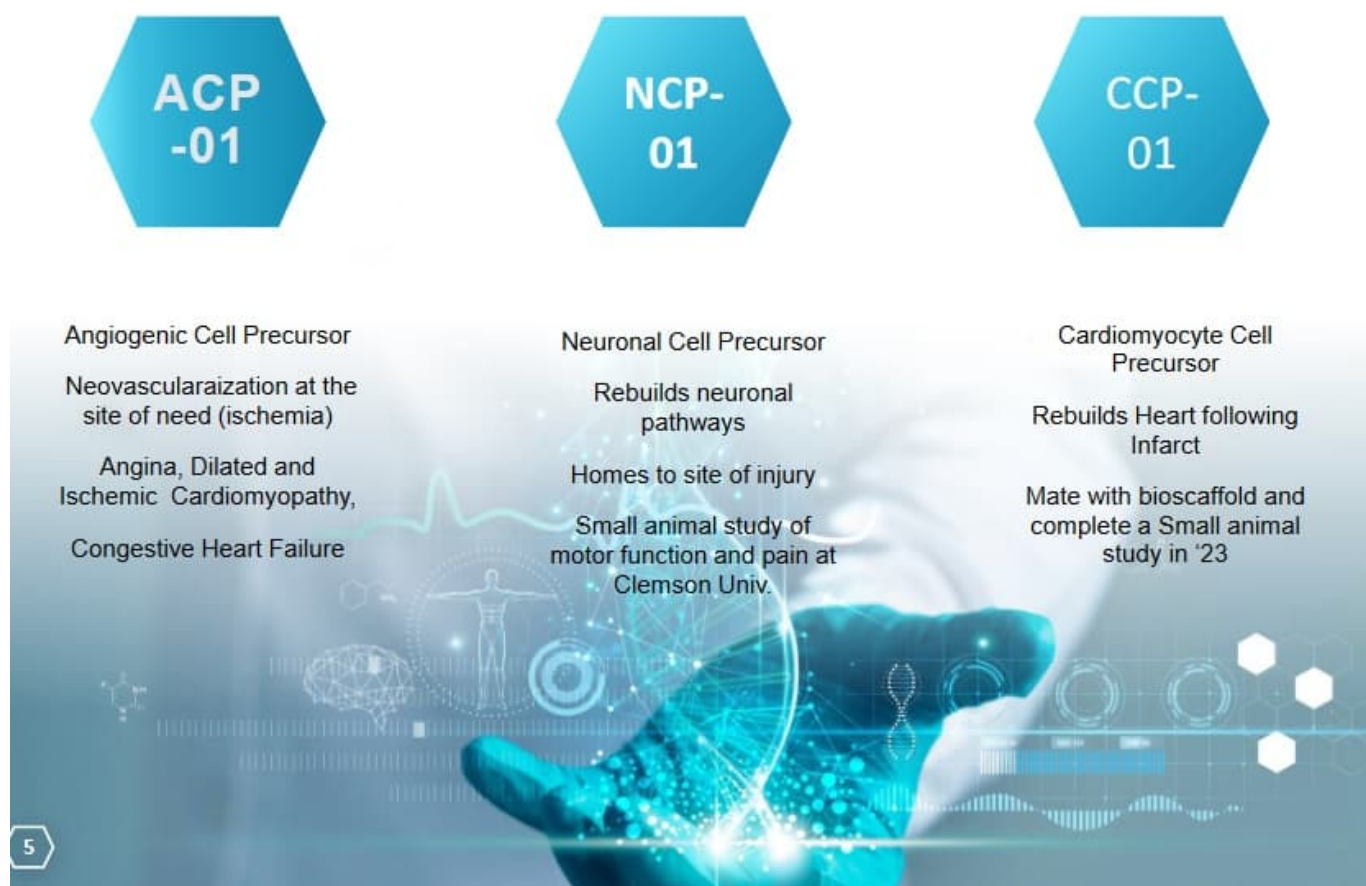 ACP
-01
NCP-
01
CCP-
01
Angiogenic Cell Precursor
Neovascularaization at the
site of need (ischemia)
Angina, Dilated and
Ischemic Cardiomyopathy,
Congestive Heart Failure
Neuronal Cell Precursor
Rebuilds neuronal
pathways
Homes to site of injury
Small animal study of
motor function and pain at
Clemson Univ.
Cardiomyocyte Cell
Precursor
Rebuilds Heart following
Infarct
Mate with bioscaffold and
complete a Small animal
study in ‘23
5